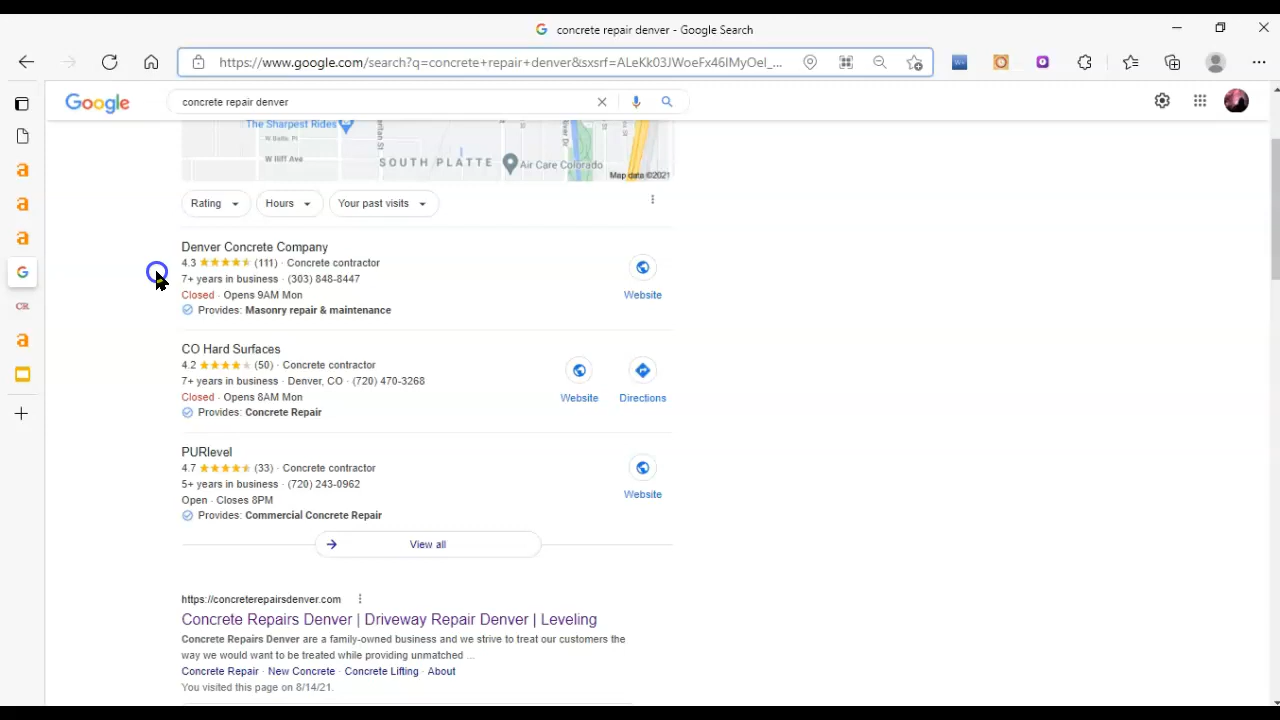 concrete repair denver - Google Search
https://www.google.com/search?q=concrete+repair+denver&sxsrf=ALeKk03JWoeFx46IMyOel_...
Google
concrete repair denver
The Sharpest Rides
W Iliff Ave
SOUTH PLATTE
Air Care Colorado
Map data ©2021
Rating
Hours
Your past visits
Denver Concrete Company
4.3 (111) · Concrete contractor
7+ years in business · (303) 848-8447
Closed · Opens 9AM Mon
Provides: Masonry repair & maintenance
Website
CO Hard Surfaces
4.2 (50) · Concrete contractor
7+ years in business · Denver, CO · (720) 470-3268
Closed · Opens 8AM Mon
Provides: Concrete Repair
Website
Directions
PURlevel
4.7 (33) · Concrete contractor
5+ years in business · (720) 243-0962
Open · Closes 8PM
Provides: Commercial Concrete Repair
Website
View all
https://concreterepairsdenver.com
Concrete Repairs Denver | Driveway Repair Denver | Leveling
Concrete Repairs Denver are a family-owned business and we strive to treat our customers the
way we would want to be treated while providing unmatched ...
Concrete Repair · New Concrete · Concrete Lifting · About
You visited this page on 8/14/21.